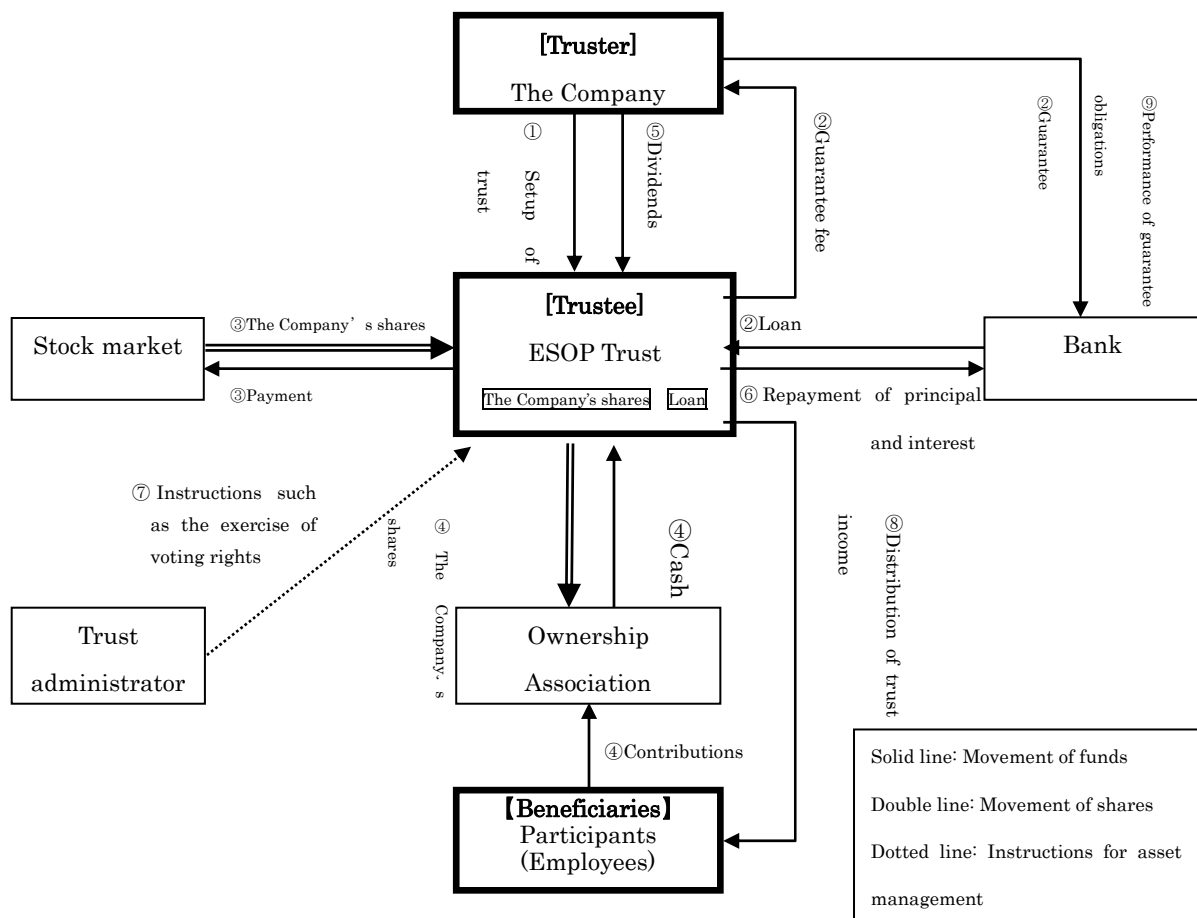 [Truster]
The Company
① Setup of
trust
⑤Dividends
②Guarantee fee
②Guarantee
obligations
⑨Performance of guarantee
[Trustee]
ESOP Trust
The Company's shares
Loan
Stock market
③The Company’s shares
③Payment
②Loan
⑥ Repayment of principal
and interest
Bank
⑦ Instructions such
as the exercise of
voting rights
④ The Company.s
shares
④Cash
⑧Distribution of trust
income
Trust
administrator
Ownership
Association
④Contributions
【Beneficiaries】
Participants
(Employees)
Solid line: Movement of funds
Double line: Movement of shares
Dotted line: Instructions for asset
management